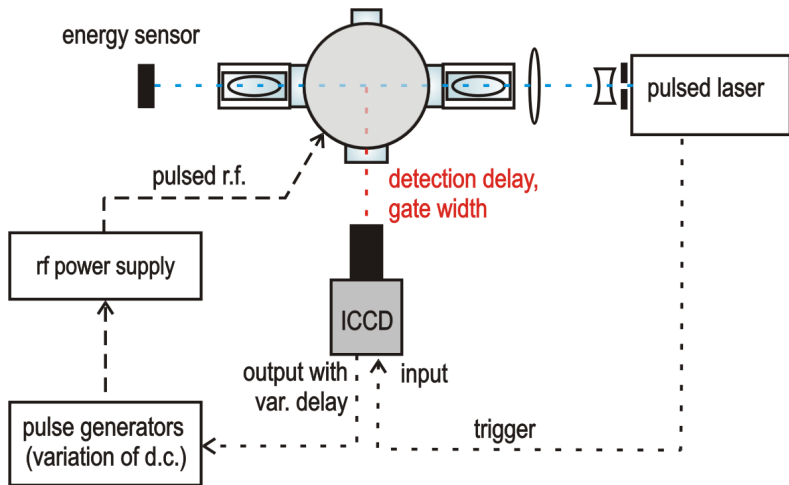 energy sensor
pulsed laser
pulsed r.f.
detection delay,
gate width
rf power supply
ICCD
output with
var. delay
input
pulse generators
(variation of d.c.)
trigger